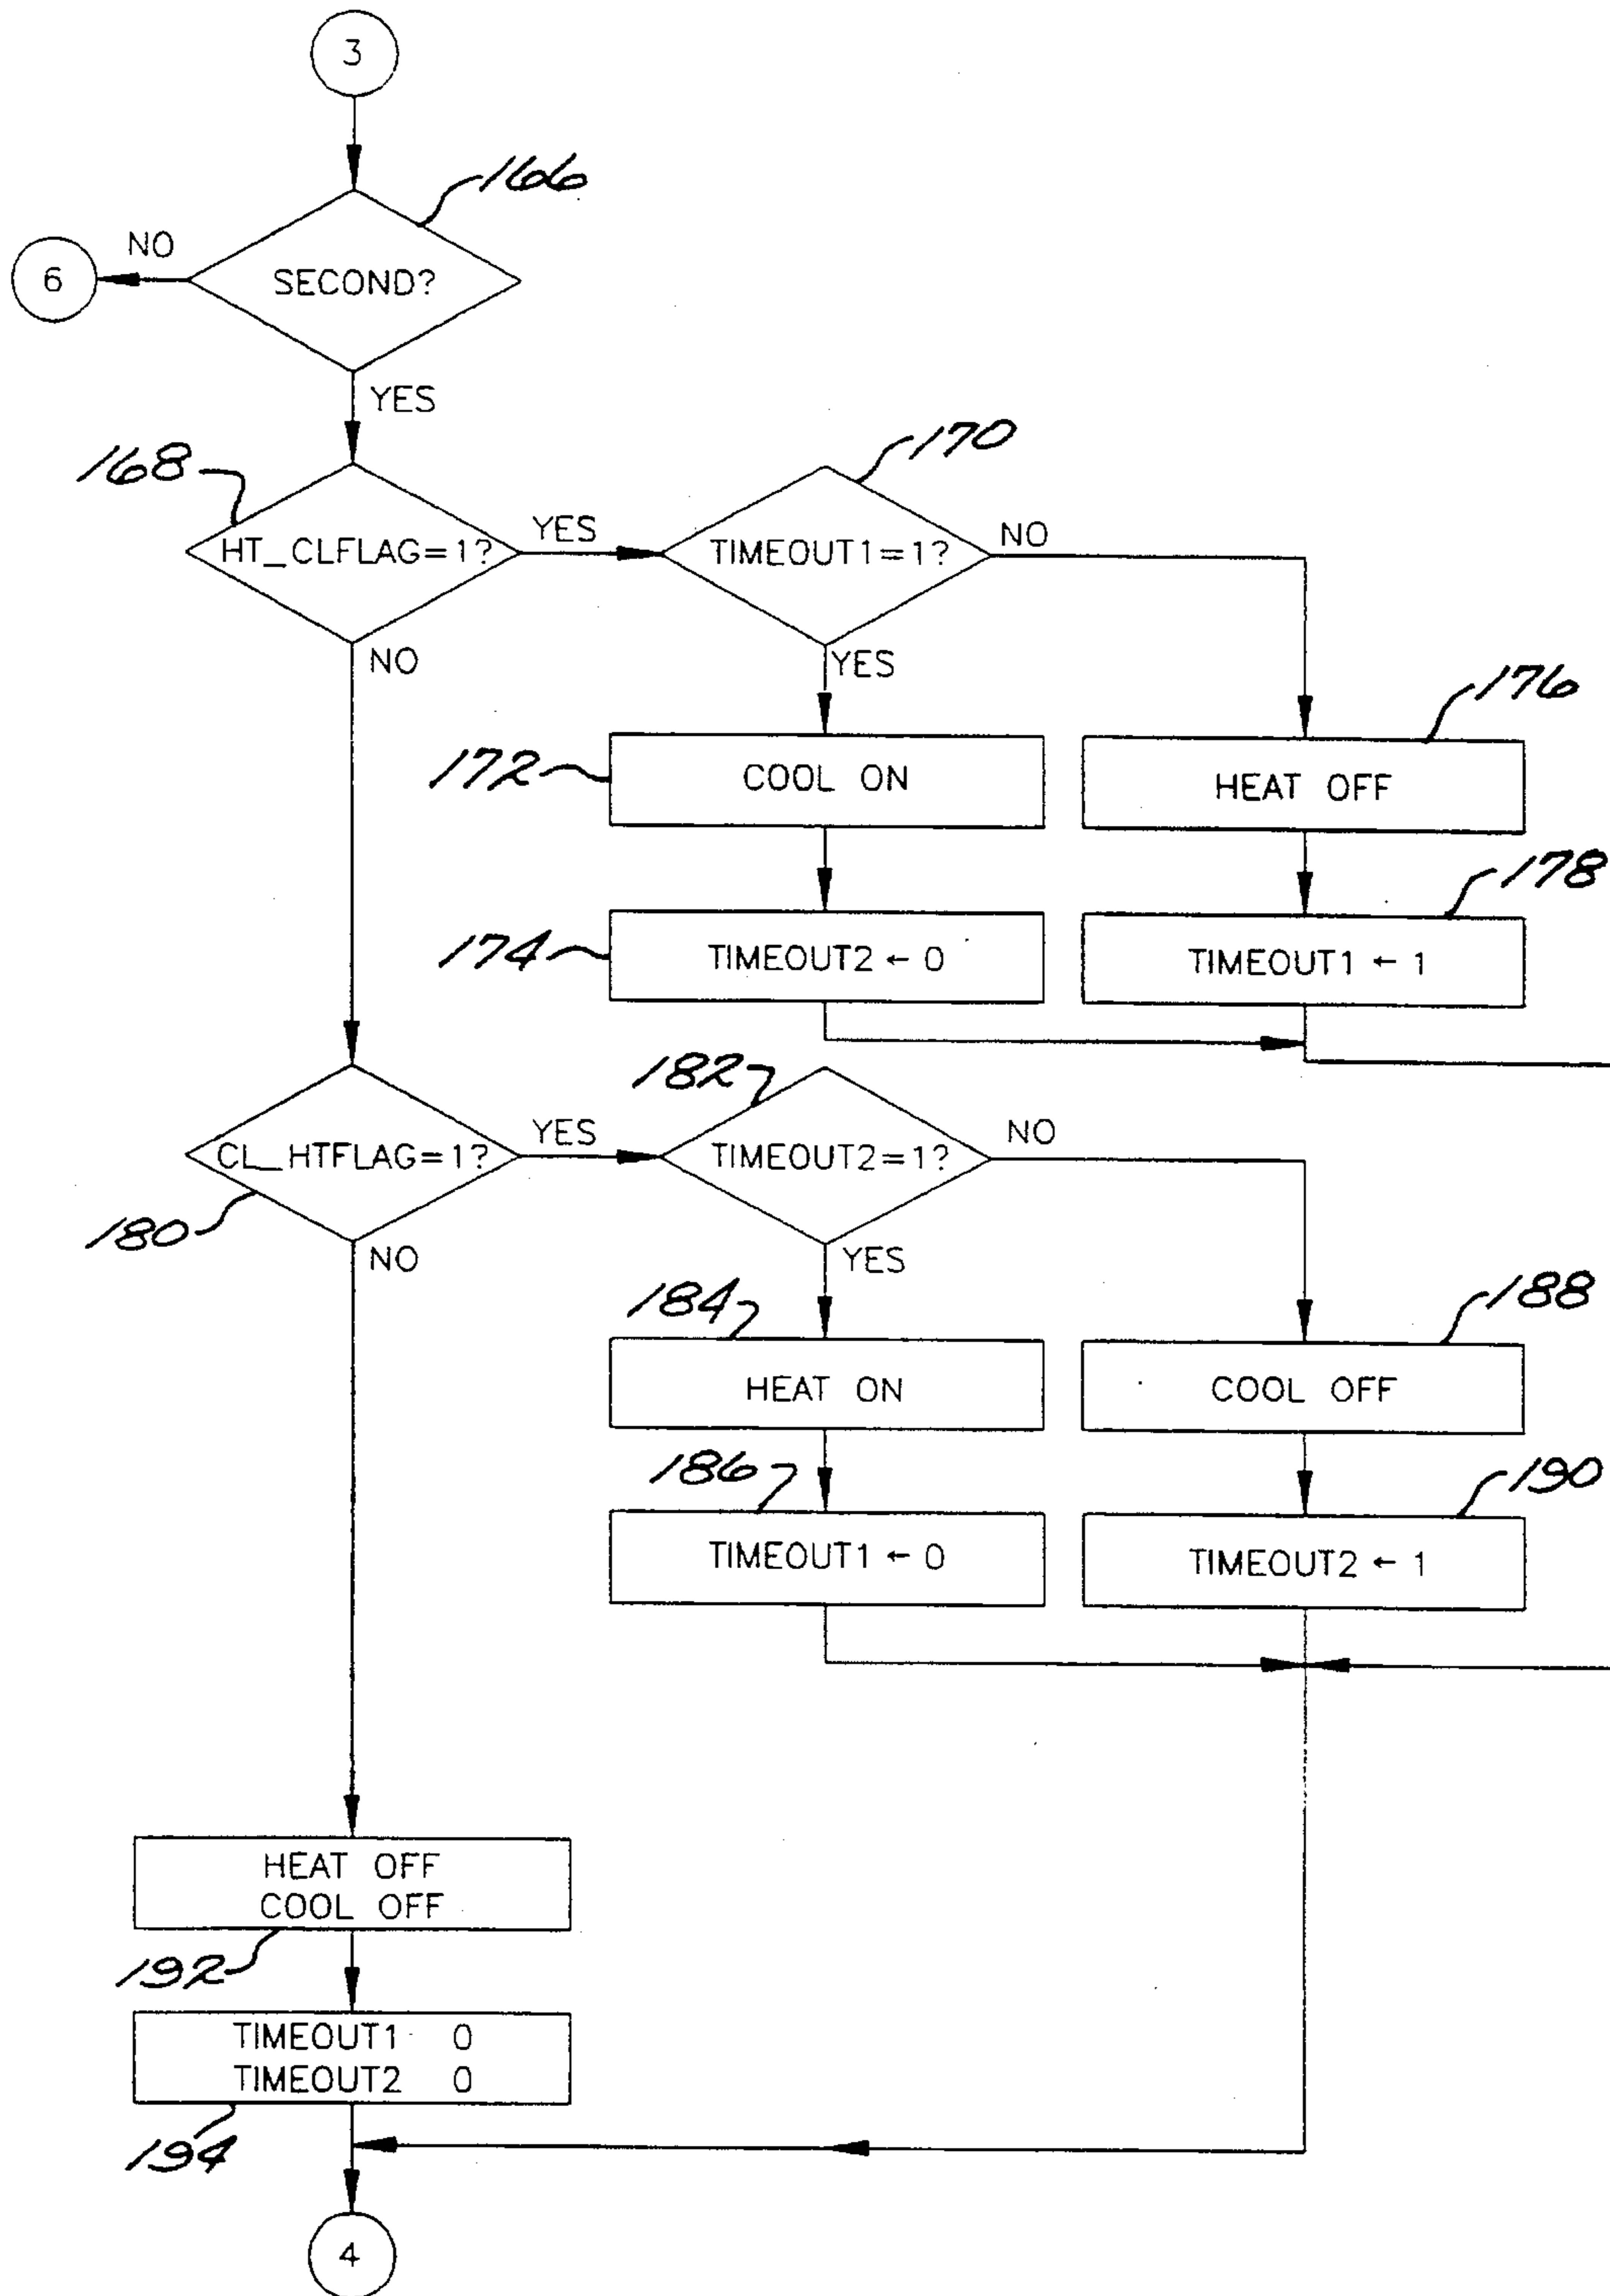 3
166
NO
6
SECOND?
YES
168
170
HT_CLFLAG=1?
YES
TIMEOUT1=1?
NO
NO
YES
176
172
COOL ON
HEAT OFF
178
174
TIMEOUT2 ← 0
TIMEOUT1 ← 1
182
CL_HTFLAG=1?
YES
TIMEOUT2=1?
NO
180
NO
YES
184
188
HEAT ON
COOL OFF
186
190
TIMEOUT1 ← 0
TIMEOUT2 ← 1
HEAT OFF
COOL OFF
192
TIMEOUT1 0
TIMEOUT2 0
194
4